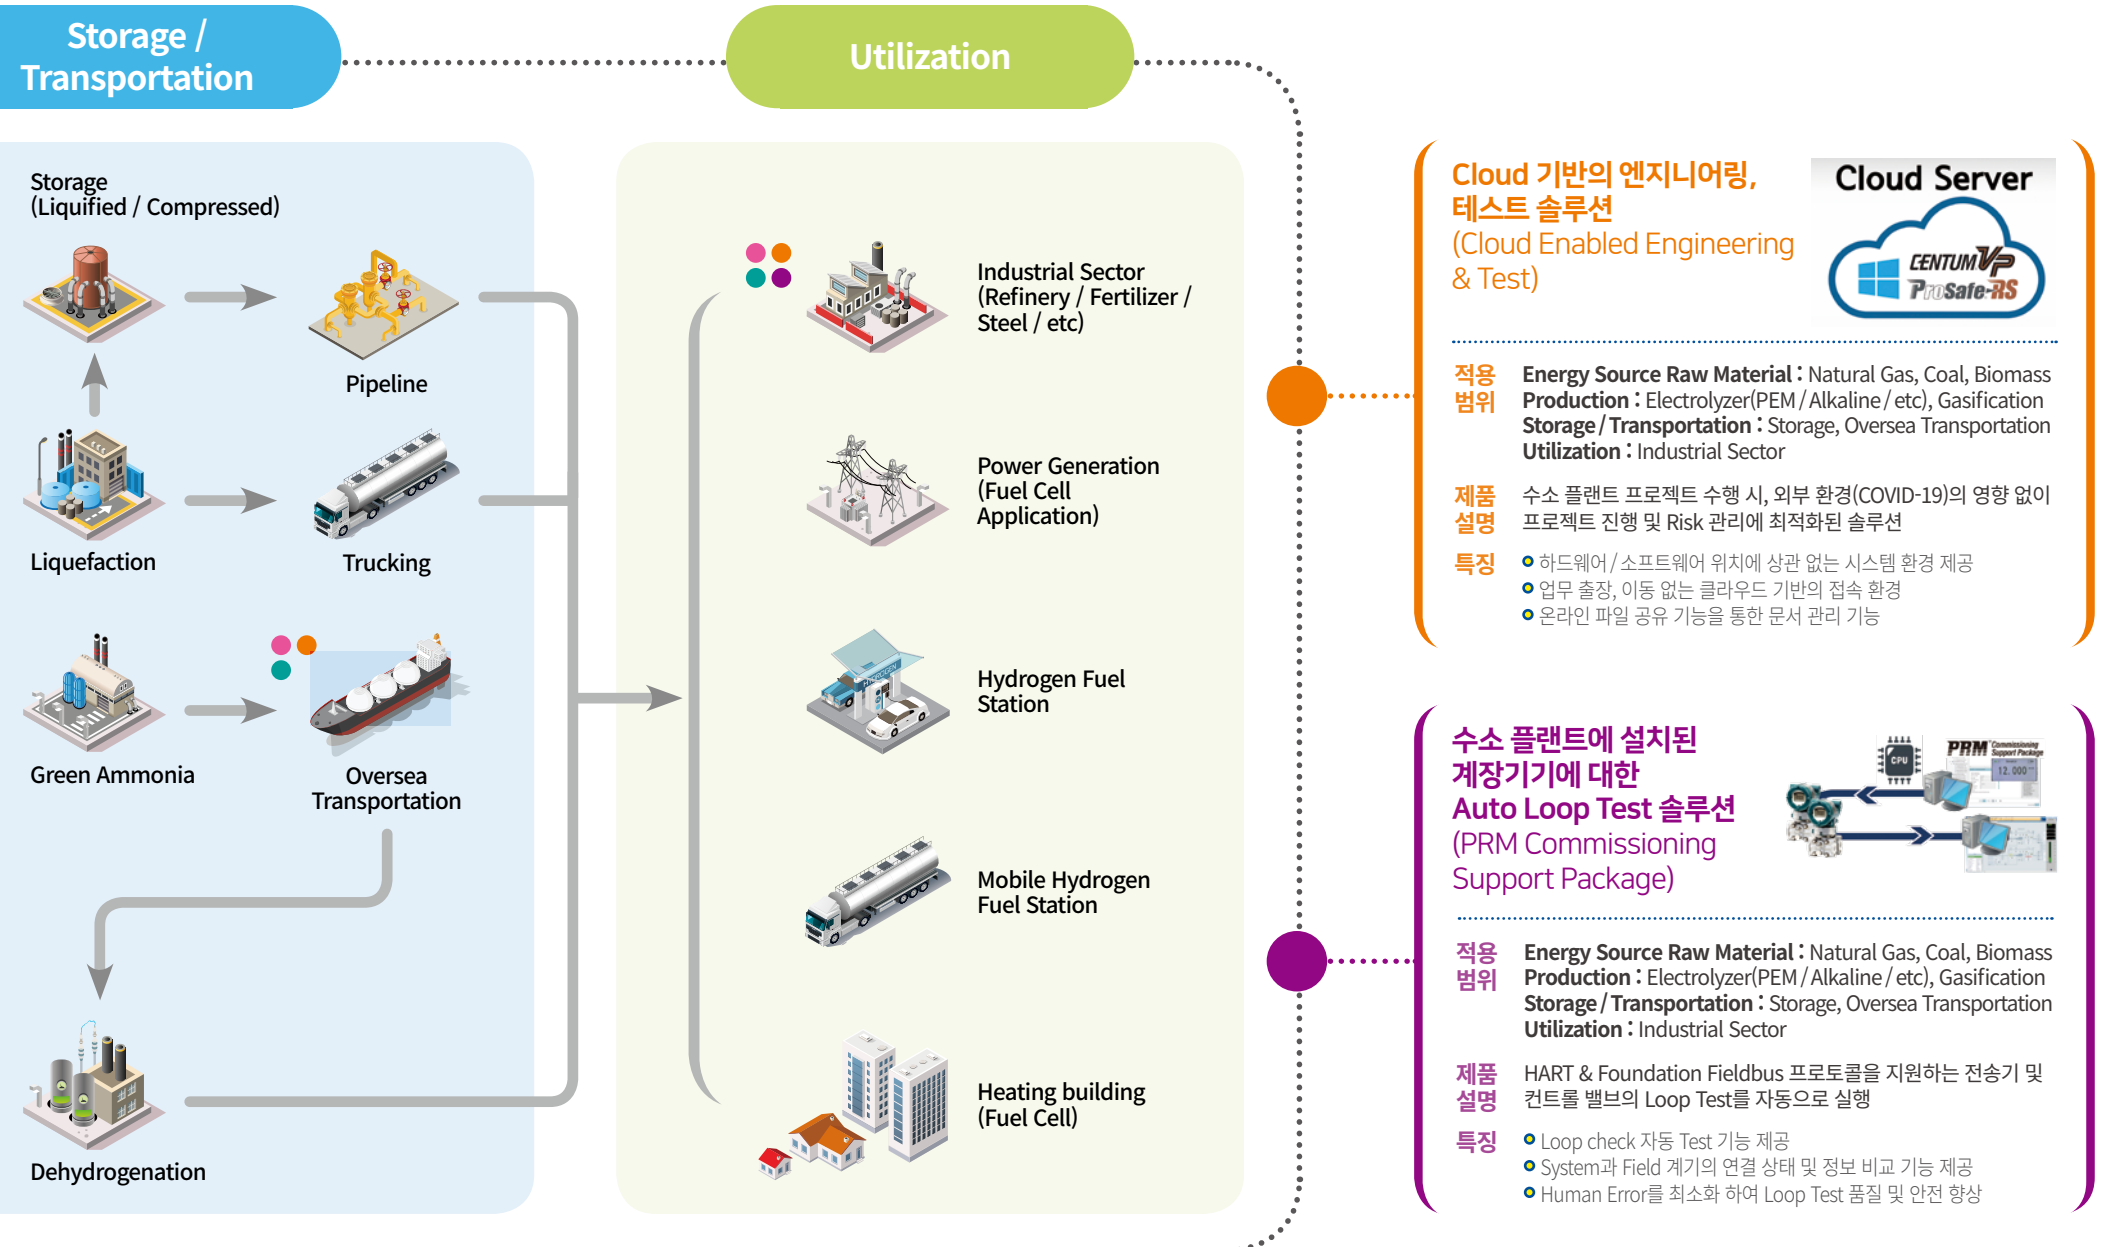 Storage /
Transportation
Utilization
Storage
(Liquified / Compressed)
Pipeline
Liquefaction
Trucking
Green Ammonia
Oversea
Transportation
Dehydrogenation
Industrial Sector
(Refinery / Fertilizer /
Steel / etc)
Power Generation
(Fuel Cell
Application)
HYDROGEN
Hydrogen Fuel
Station
Mobile Hydrogen
Fuel Station
Heating building
(Fuel Cell)
Cloud 기반의 엔지니어링,
테스트 솔루션
(Cloud Enabled Engineering
& Test)
Cloud Server
CENTUM VP
ProSafe-RS
적용
범위
Energy Source Raw Material : Natural Gas, Coal, Biomass
Production : Electrolyzer(PEM / Alkaline / etc), Gasification
Storage / Transportation : Storage, Oversea Transportation
Utilization : Industrial Sector
제품
설명
수소 플랜트 프로젝트 수행 시, 외부 환경(COVID-19)의 영향 없이
프로젝트 진행 및 Risk 관리에 최적화된 솔루션
특징
하드웨어 / 소프트웨어 위치에 상관 없는 시스템 환경 제공
업무 출장, 이동 없는 클라우드 기반의 접속 환경
온라인 파일 공유 기능을 통한 문서 관리 기능
수소 플랜트에 설치된
계장기기에 대한
Auto Loop Test 솔루션
(PRM Commissioning
Support Package)
CPU
PRM Commissioning
Support Package
12.000
적용
범위
Energy Source Raw Material : Natural Gas, Coal, Biomass
Production : Electrolyzer(PEM / Alkaline / etc), Gasification
Storage / Transportation : Storage, Oversea Transportation
Utilization : Industrial Sector
제품
설명
HART & Foundation Fieldbus 프로토콜을 지원하는 전송기 및
컨트롤 밸브의 Loop Test를 자동으로 실행
특징
Loop check 자동 Test 기능 제공
System과 Field 계기의 연결 상태 및 정보 비교 기능 제공
Human Error를 최소화 하여 Loop Test 품질 및 안전 향상